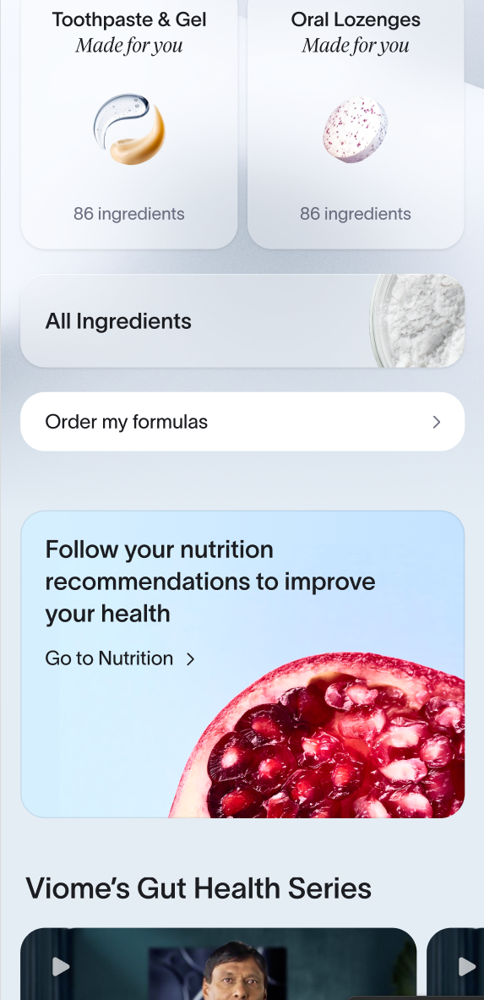 Toothpaste & Gel
Made for you
86 ingredients
Oral Lozenges
Made for you
86 ingredients
All Ingredients
Order my formulas
Follow your nutrition
recommendations to improve
your health
Go to Nutrition
Viome’s Gut Health Series